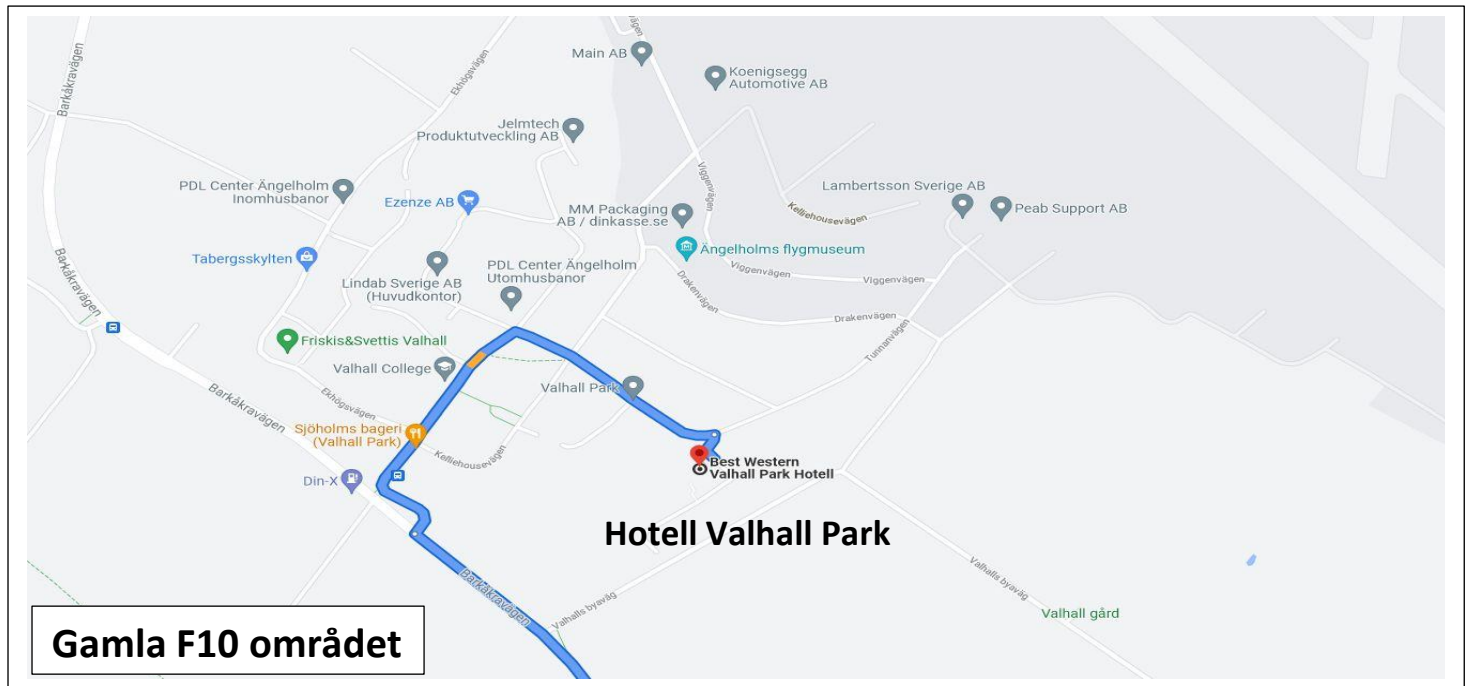 Main AB
Koenigsegg
Automotive AB
Barkåkravägen
Ekhögsvägen
Jelmtech
Produktutveckling AB
Viggenvägen
PDL Center Ängelholm
Inomhusbanor
Ezenze AB
Lambertsson Sverige AB
MM Packaging
AB / dinkasse.se
Kelliehousevägen
Peab Support AB
Ängelholms flygmuseum
Tabergsskylten
Barkåkravägen
PDL Center Ängelholm
Utomhusbanor
Lindab Sverige AB
(Huvudkontor)
Viggenvägen
Viggenvägen
Drakenvägen
Drakenvägen
Tunnanvägen
Friskis&Svettis Valhall
Valhall College
Valhall Park
Barkåkravägen
Ekhögsvägen
Sjöholms bageri
(Valhall Park)
Kelliehousevägen
Best Western
Valhall Park Hotell
Din-X
Hotell Valhall Park
Barkåkravägen
Valhalls byaväg
Valhalls byaväg
Valhall gård
Gamla F10 området